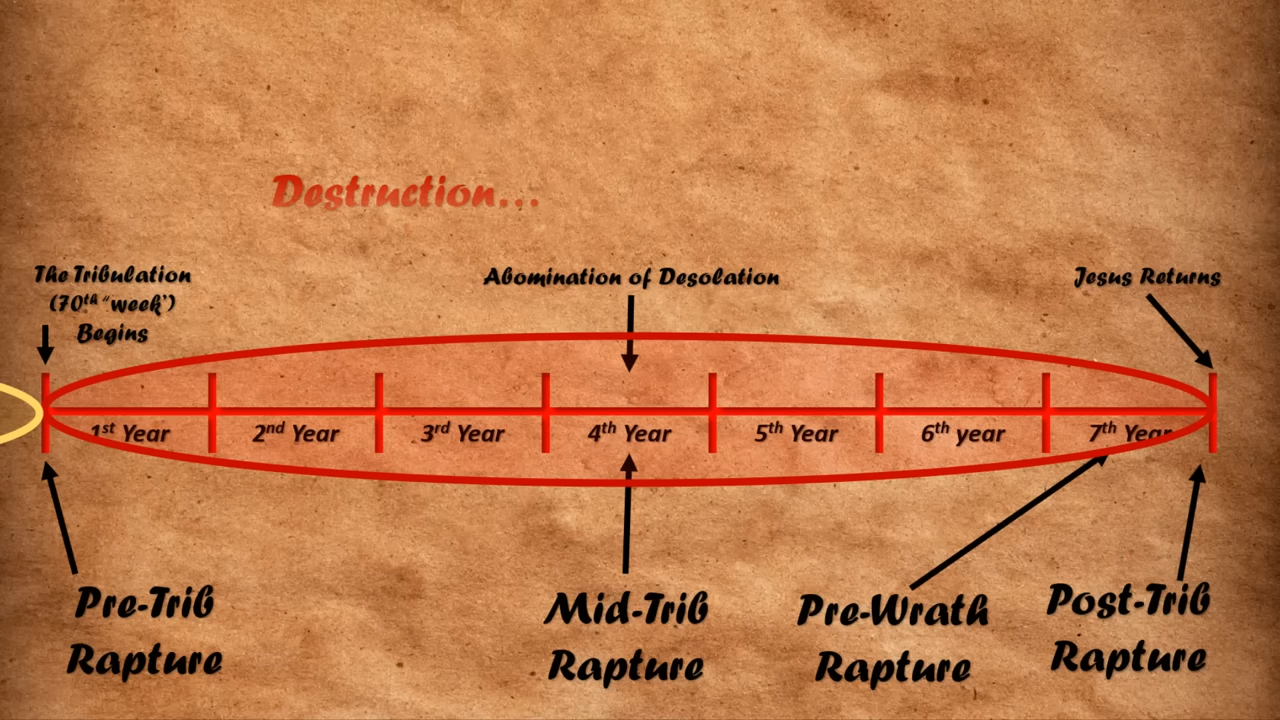 Destruction...
The Tribulation
(70th "week')
Begins
Abomination of Desolation
Jesus Returns
1st Year
2nd Year
3rd Year
4th Year
5th Year
6th year
7th Year
Pre-Trib
Rapture
Mid-Trib
Rapture
Pre-Wrath
Rapture
Post-Trib
Rapture